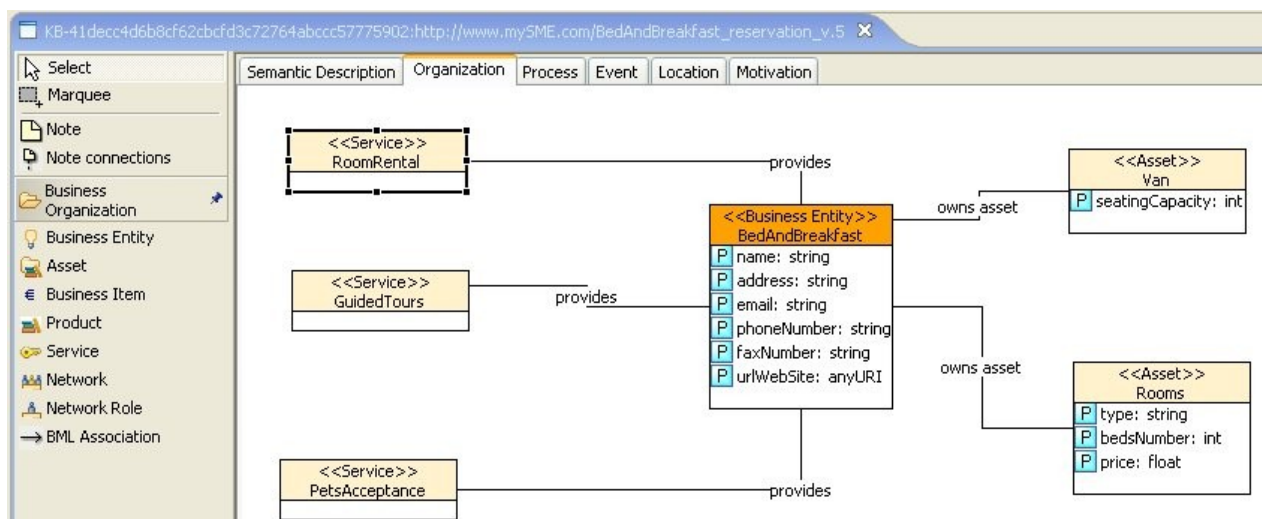 KB-41decc4d6b8cf62cbcfd3c72764abccc57775902:http://www.mySME.com/BedAndBreakfast_reservation_v.5
Select
Marquee
Note
Note connections
Business
Organization
Business Entity
Asset
Business Item
Product
Service
Network
Network Role
BML Association
Semantic Description
Organization
Process
Event
Location
Motivation
<<Service>>
RoomRental
provides
<<Asset>>
Van
P seatingCapacity: int
owns asset
<<Business Entity>>
BedAndBreakfast
P name: string
P address: string
P email: string
P phoneNumber: string
P faxNumber: string
P urlWebSite: anyURI
<<Service>>
GuidedTours
provides
owns asset
<<Asset>>
Rooms
P type: string
P bedsNumber: int
P price: float
<<Service>>
PetsAcceptance
provides